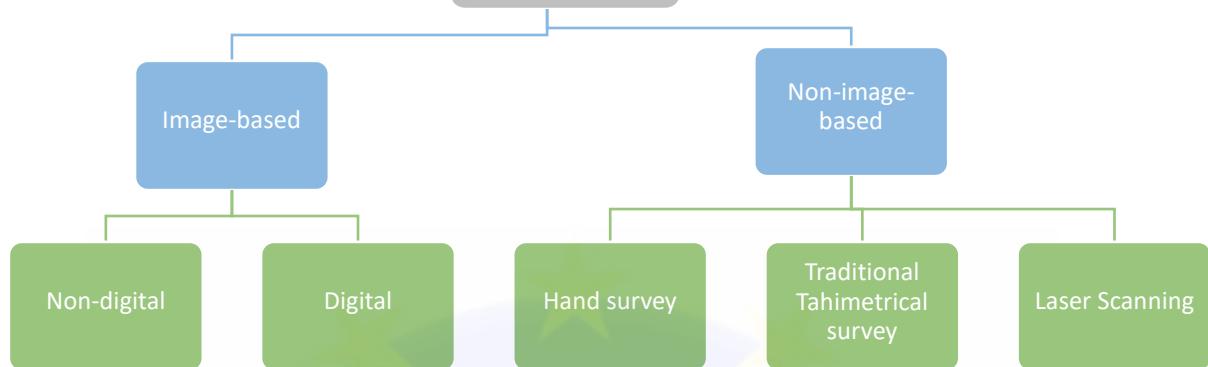 Image-based
Non-image-
based
Non-digital
Digital
Hand survey
Traditional
Tahimetrical
survey
Laser Scanning